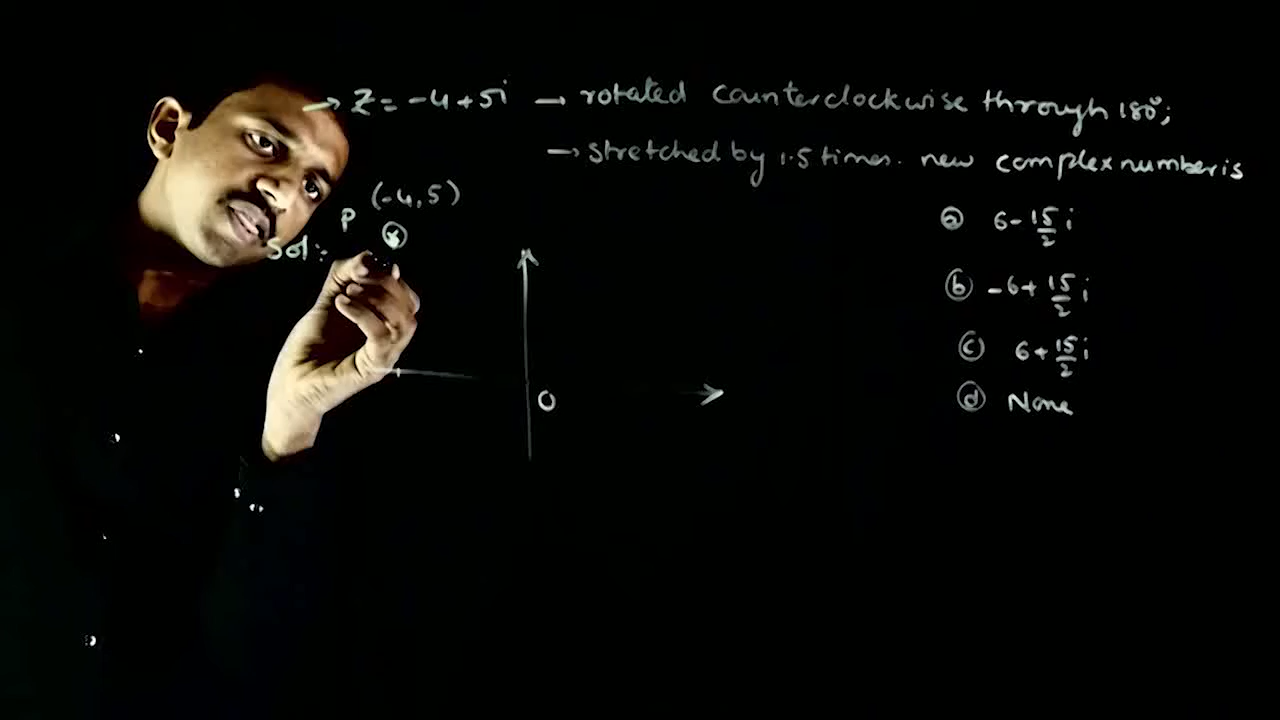 → Z = -4+5i → rotated counterclockwise through 180°;
→ stretched by 1.5 times. new complex number is
(-4,5)
P
Sol:
ⓐ 6 - 15/2 i
ⓑ -6 + 15/2 i
ⓒ 6 + 15/2 i
ⓓ None
O